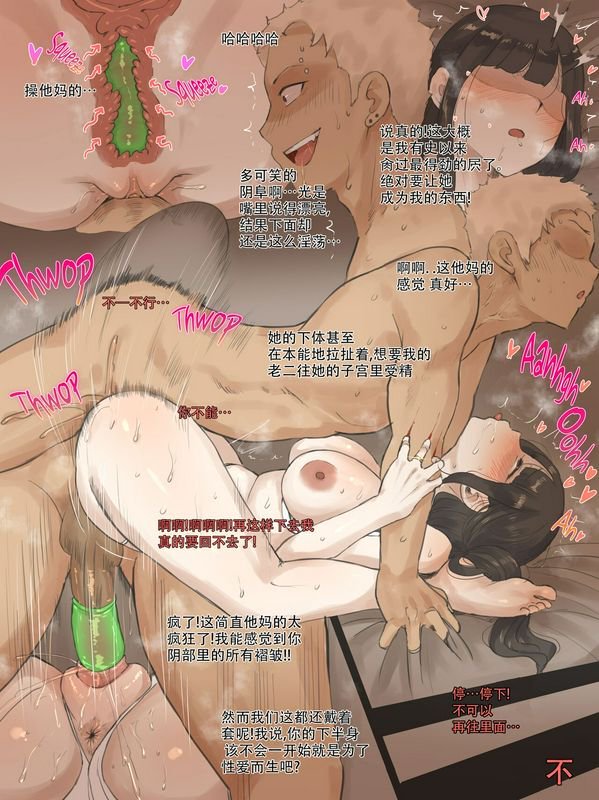 哈哈哈哈
Squeeze
Squeeze
操他妈的…
Ah
Ah
说真的!这大概
是我有史以来
肏过最得劲的屄了。
绝对要让她
成为我的东西!
多可笑的
阴阜啊…光是
嘴里说得漂亮,
结果下面却
还是这么淫荡…
啊啊..这他妈的
感觉 真好…
Thwop
不一不行…
Thwop
她的下体甚至
在本能地拉扯着,想要我的
老二往她的子宫里受精
Thwop
你不能…
Aawhgh
Oohh
Ah
啊啊!啊啊啊!再这样下去我
真的要回不去了!
疯了!这简直他妈的太
疯狂了!我能感觉到你
阴部里的所有褶皱!!
然而我们这都还戴着
套呢!我说,你的下半身
该不会一开始就是为了
性爱而生吧?
停…停下!
不可以
再往里面…
不